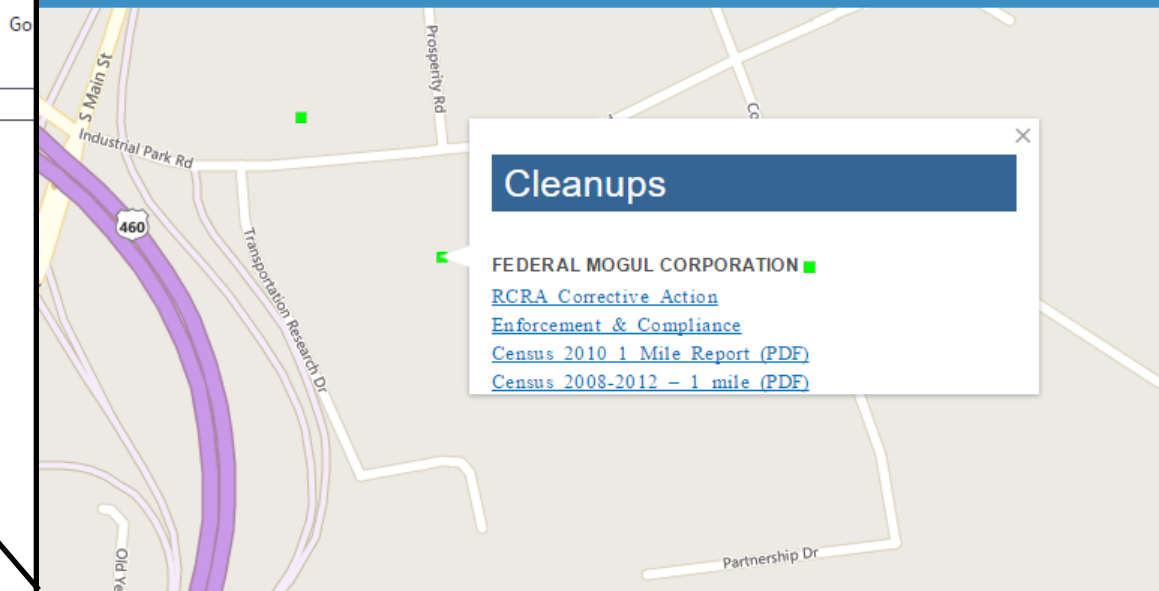 Go
S Main St
Prosperity Rd
Co
Industrial Park Rd
460
Transportation Research Dr
Cleanups
FEDERAL MOGUL CORPORATION
RCRA Corrective Action
Enforcement & Compliance
Census 2010 1 Mile Report (PDF)
Census 2008-2012 – 1 mile (PDF)
Old Ye
Partnership Dr